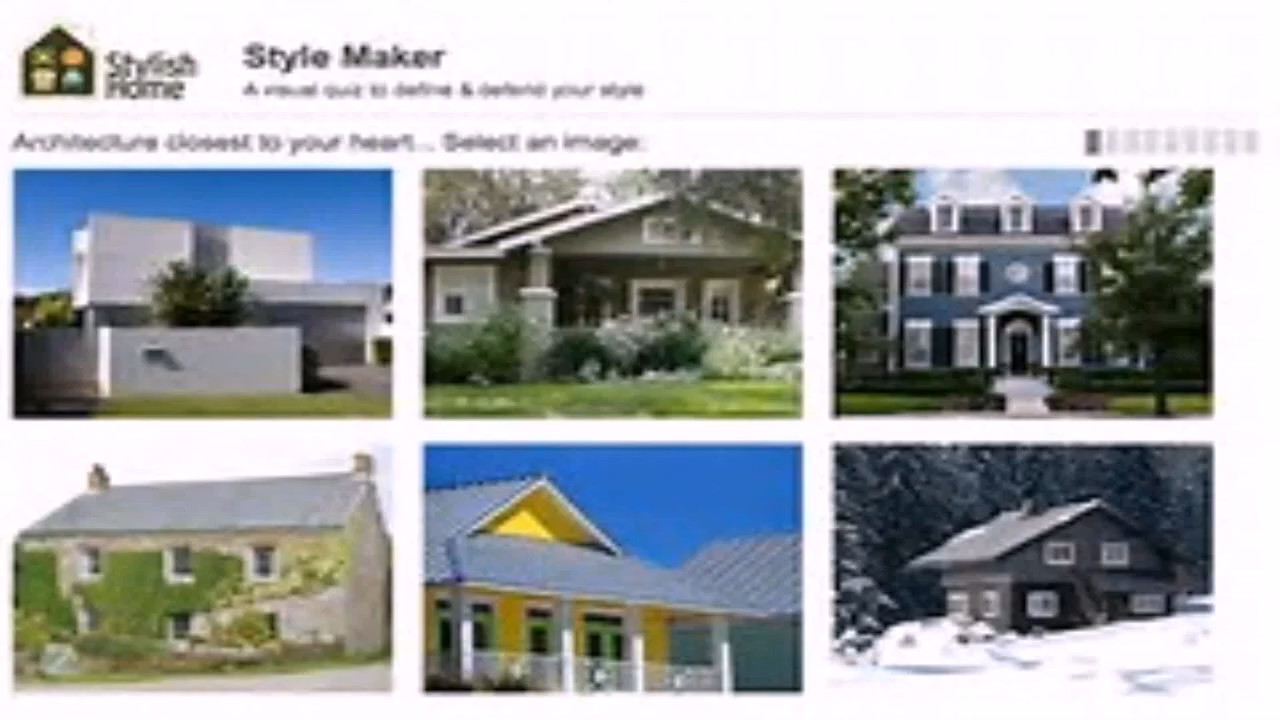 Stylish
Home
Style Maker
A visual quiz to define & defend your style
Architecture closest to your heart... Select an image: